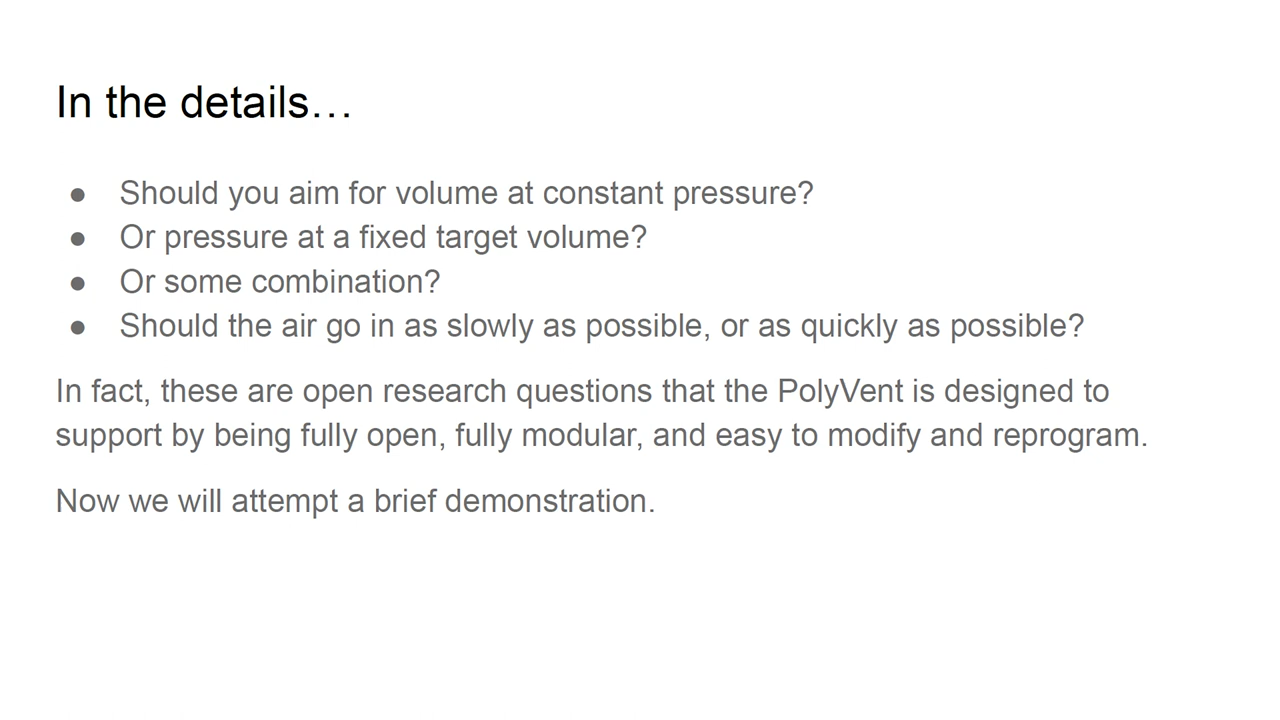 In the details…
● Should you aim for volume at constant pressure?
● Or pressure at a fixed target volume?
● Or some combination?
● Should the air go in as slowly as possible, or as quickly as possible?
In fact, these are open research questions that the PolyVent is designed to
support by being fully open, fully modular, and easy to modify and reprogram.
Now we will attempt a brief demonstration.